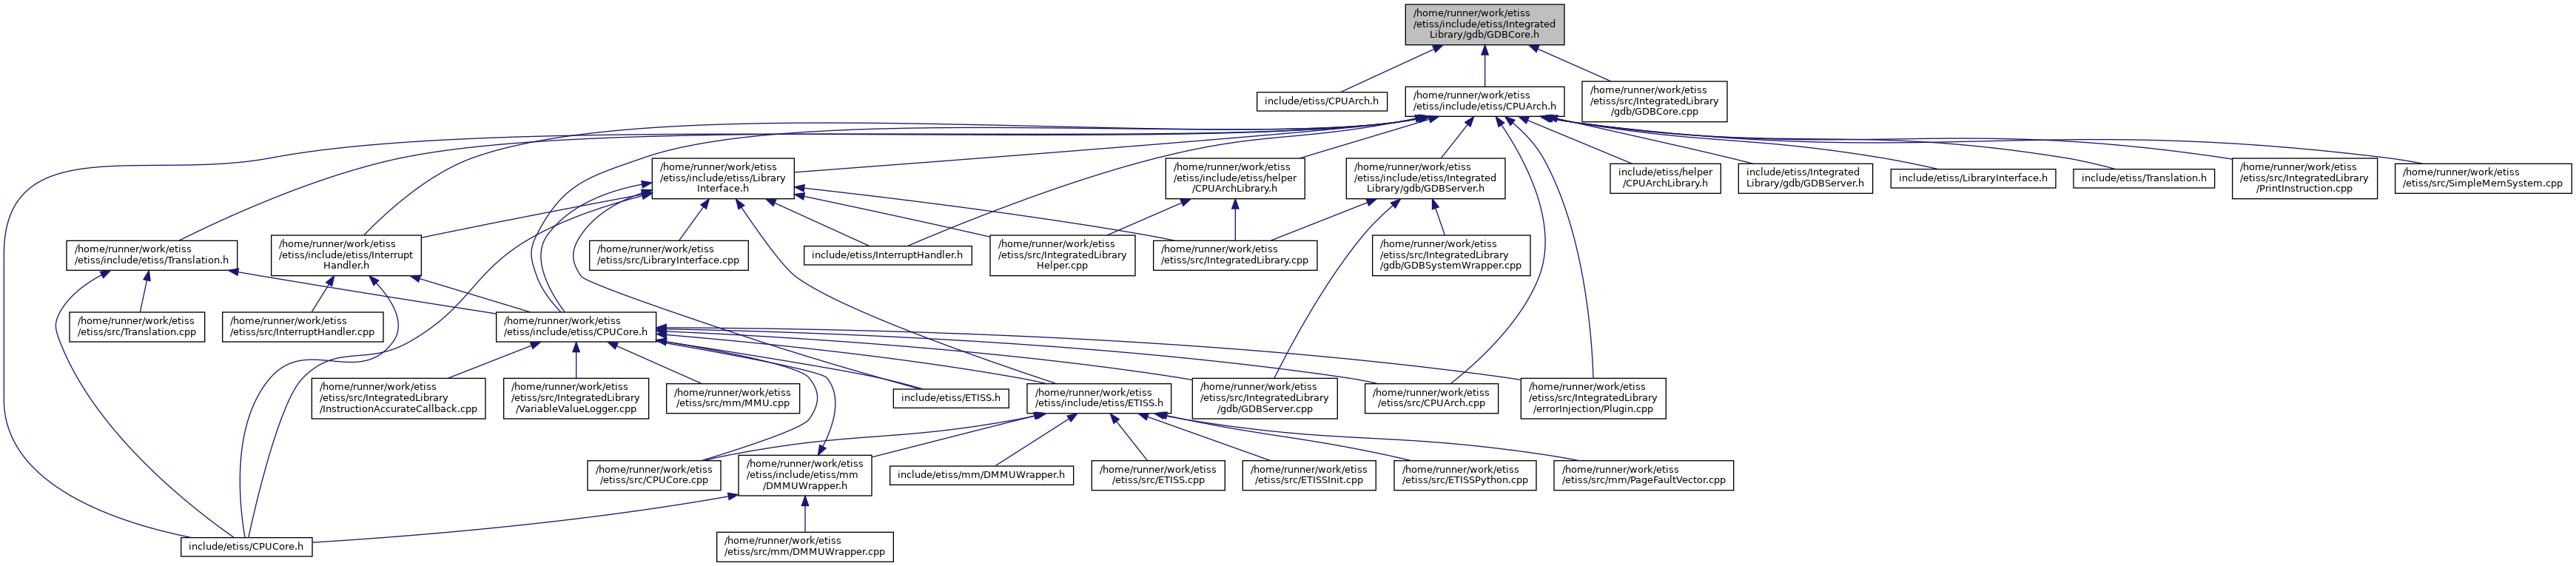 /home/runner/work/etiss
/etiss/include/etiss/Integrated
Library/gdb/GDBCore.h
include/etiss/CPUArch.h
/home/runner/work/etiss
/etiss/include/etiss/CPUArch.h
/home/runner/work/etiss
/etiss/src/IntegratedLibrary
/gdb/GDBCore.cpp
/home/runner/work/etiss
/etiss/include/etiss/Library
Interface.h
/home/runner/work/etiss
/etiss/include/etiss/helper
/CPUArchLibrary.h
/home/runner/work/etiss
/etiss/include/etiss/Integrated
Library/gdb/GDBServer.h
include/etiss/helper
/CPUArchLibrary.h
include/etiss/Integrated
Library/gdb/GDBServer.h
include/etiss/LibraryInterface.h
include/etiss/Translation.h
/home/runner/work/etiss
/etiss/src/IntegratedLibrary
/PrintInstruction.cpp
/home/runner/work/etiss
/etiss/src/SimpleMemSystem.cpp
/home/runner/work/etiss
/etiss/include/etiss/Translation.h
/home/runner/work/etiss
/etiss/include/etiss/Interrupt
Handler.h
/home/runner/work/etiss
/etiss/src/LibraryInterface.cpp
include/etiss/InterruptHandler.h
/home/runner/work/etiss
/etiss/src/IntegratedLibrary
Helper.cpp
/home/runner/work/etiss
/etiss/src/IntegratedLibrary.cpp
/home/runner/work/etiss
/etiss/src/IntegratedLibrary
/gdb/GDBSystemWrapper.cpp
/home/runner/work/etiss
/etiss/src/Translation.cpp
/home/runner/work/etiss
/etiss/src/InterruptHandler.cpp
/home/runner/work/etiss
/etiss/include/etiss/CPUCore.h
/home/runner/work/etiss
/etiss/src/IntegratedLibrary
/InstructionAccurateCallback.cpp
/home/runner/work/etiss
/etiss/src/IntegratedLibrary
/VariableValueLogger.cpp
/home/runner/work/etiss
/etiss/src/mm/MMU.cpp
include/etiss/ETISS.h
/home/runner/work/etiss
/etiss/include/etiss/ETISS.h
/home/runner/work/etiss
/etiss/src/IntegratedLibrary
/gdb/GDBServer.cpp
/home/runner/work/etiss
/etiss/src/CPUArch.cpp
/home/runner/work/etiss
/etiss/src/IntegratedLibrary
/errorInjection/Plugin.cpp
/home/runner/work/etiss
/etiss/src/CPUCore.cpp
/home/runner/work/etiss
/etiss/include/etiss/mm
/DMMUWrapper.h
include/etiss/mm/DMMUWrapper.h
/home/runner/work/etiss
/etiss/src/ETISS.cpp
/home/runner/work/etiss
/etiss/src/ETISSInit.cpp
/home/runner/work/etiss
/etiss/src/ETISSPython.cpp
/home/runner/work/etiss
/etiss/src/mm/PageFaultVector.cpp
include/etiss/CPUCore.h
/home/runner/work/etiss
/etiss/src/mm/DMMUWrapper.cpp